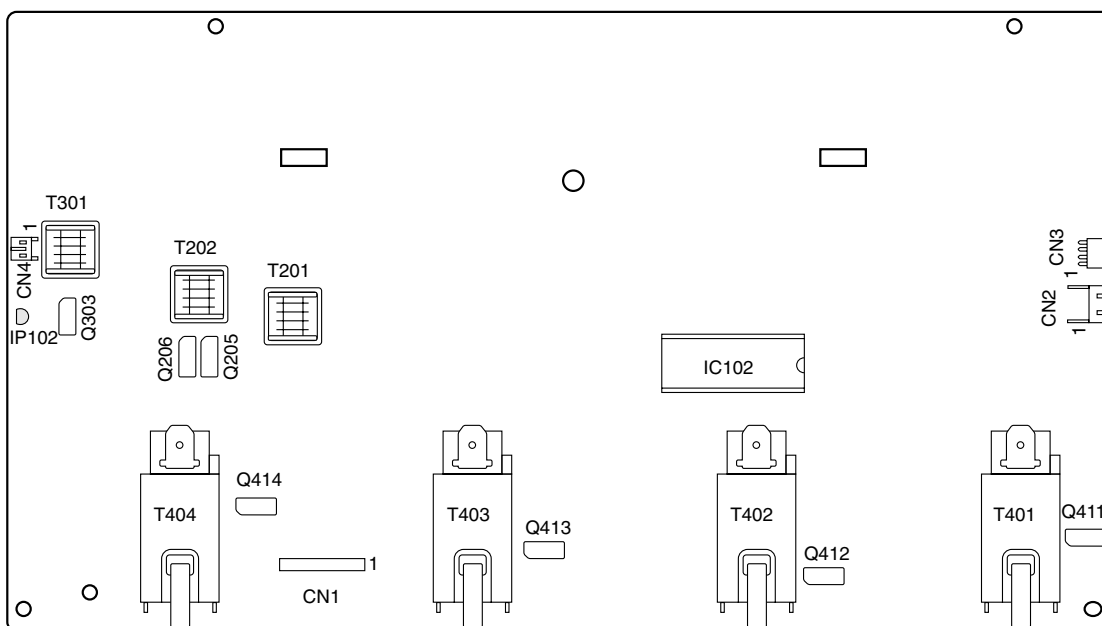 T301
1
CN4
T202
T201
CN3
1
CN2
1
IP102
Q303
Q206
Q205
IC102
Q414
T404
T403
Q413
T402
Q412
T401
Q411
1
CN1